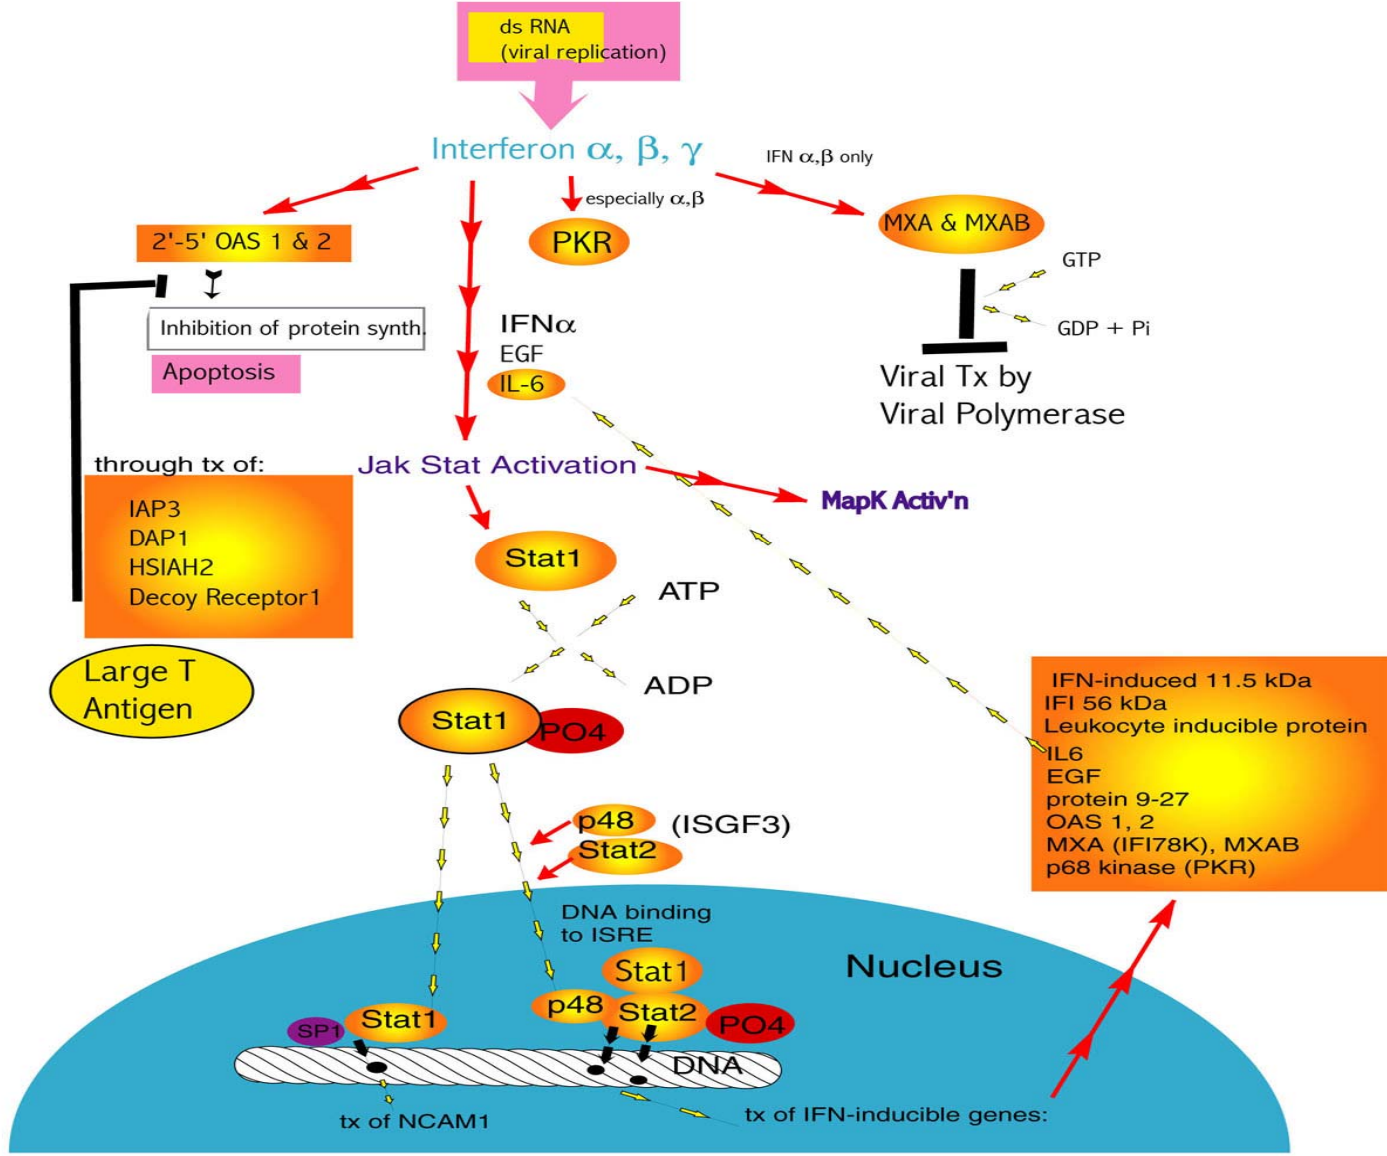 ds RNA
(viral replication)
Interferon α, β, γ
IFN α,β only
especially α,β
2'-5' OAS 1 & 2
PKR
MXA & MXAB
GTP
GDP + Pi
Inhibition of protein synth.
Apoptosis
IFNα
EGF
IL-6
Viral Tx by
Viral Polymerase
through tx of:
Jak Stat Activation
MapK Activ'n
IAP3
DAP1
HSIAH2
Decoy Receptor1
Stat1
ATP
ADP
Large T
Antigen
Stat1
PO4
IFN-induced 11.5 kDa
IFI 56 kDa
Leukocyte inducible protein
IL6
EGF
protein 9-27
OAS 1, 2
MXA (IFI78K), MXAB
p68 kinase (PKR)
p48
(ISGF3)
Stat2
DNA binding
to ISRE
Nucleus
Stat1
p48
Stat2
PO4
SP1
Stat1
DNA
tx of NCAM1
tx of IFN-inducible genes: